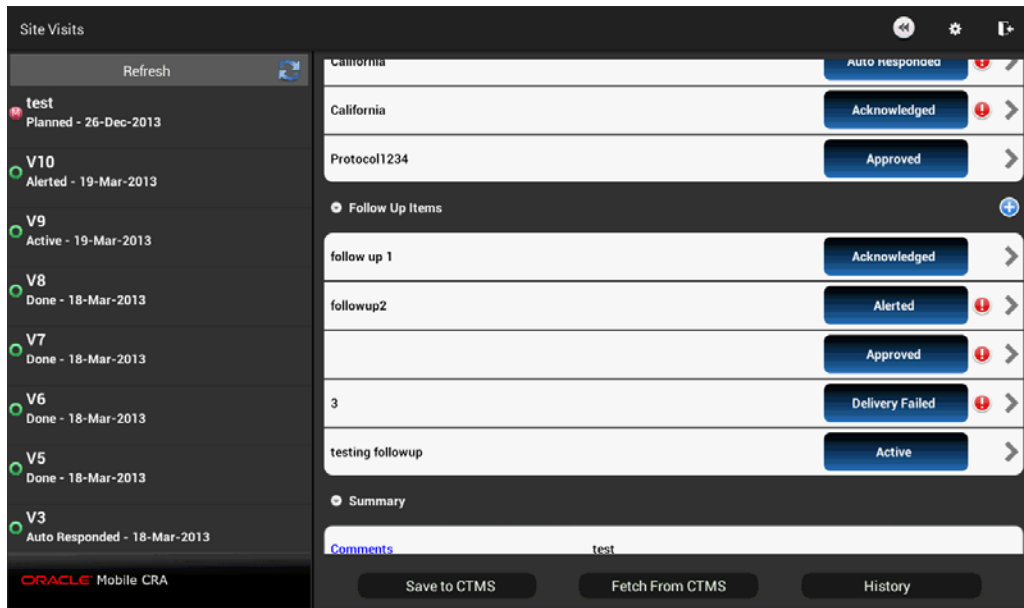 Site Visits
Refresh
test
Planned - 26-Dec-2013
V10
Alerted - 19-Mar-2013
V9
Active - 19-Mar-2013
V8
Done - 18-Mar-2013
V7
Done - 18-Mar-2013
V6
Done - 18-Mar-2013
V5
Done - 18-Mar-2013
V3
Auto Responded - 18-Mar-2013
ORACLE Mobile CRA
California Auto Responded
California Acknowledged
Protocol1234 Approved
Follow Up Items
follow up 1 Acknowledged
followup2 Alerted
Approved
3 Delivery Failed
testing followup Active
Summary
Comments test
Save to CTMS Fetch From CTMS History